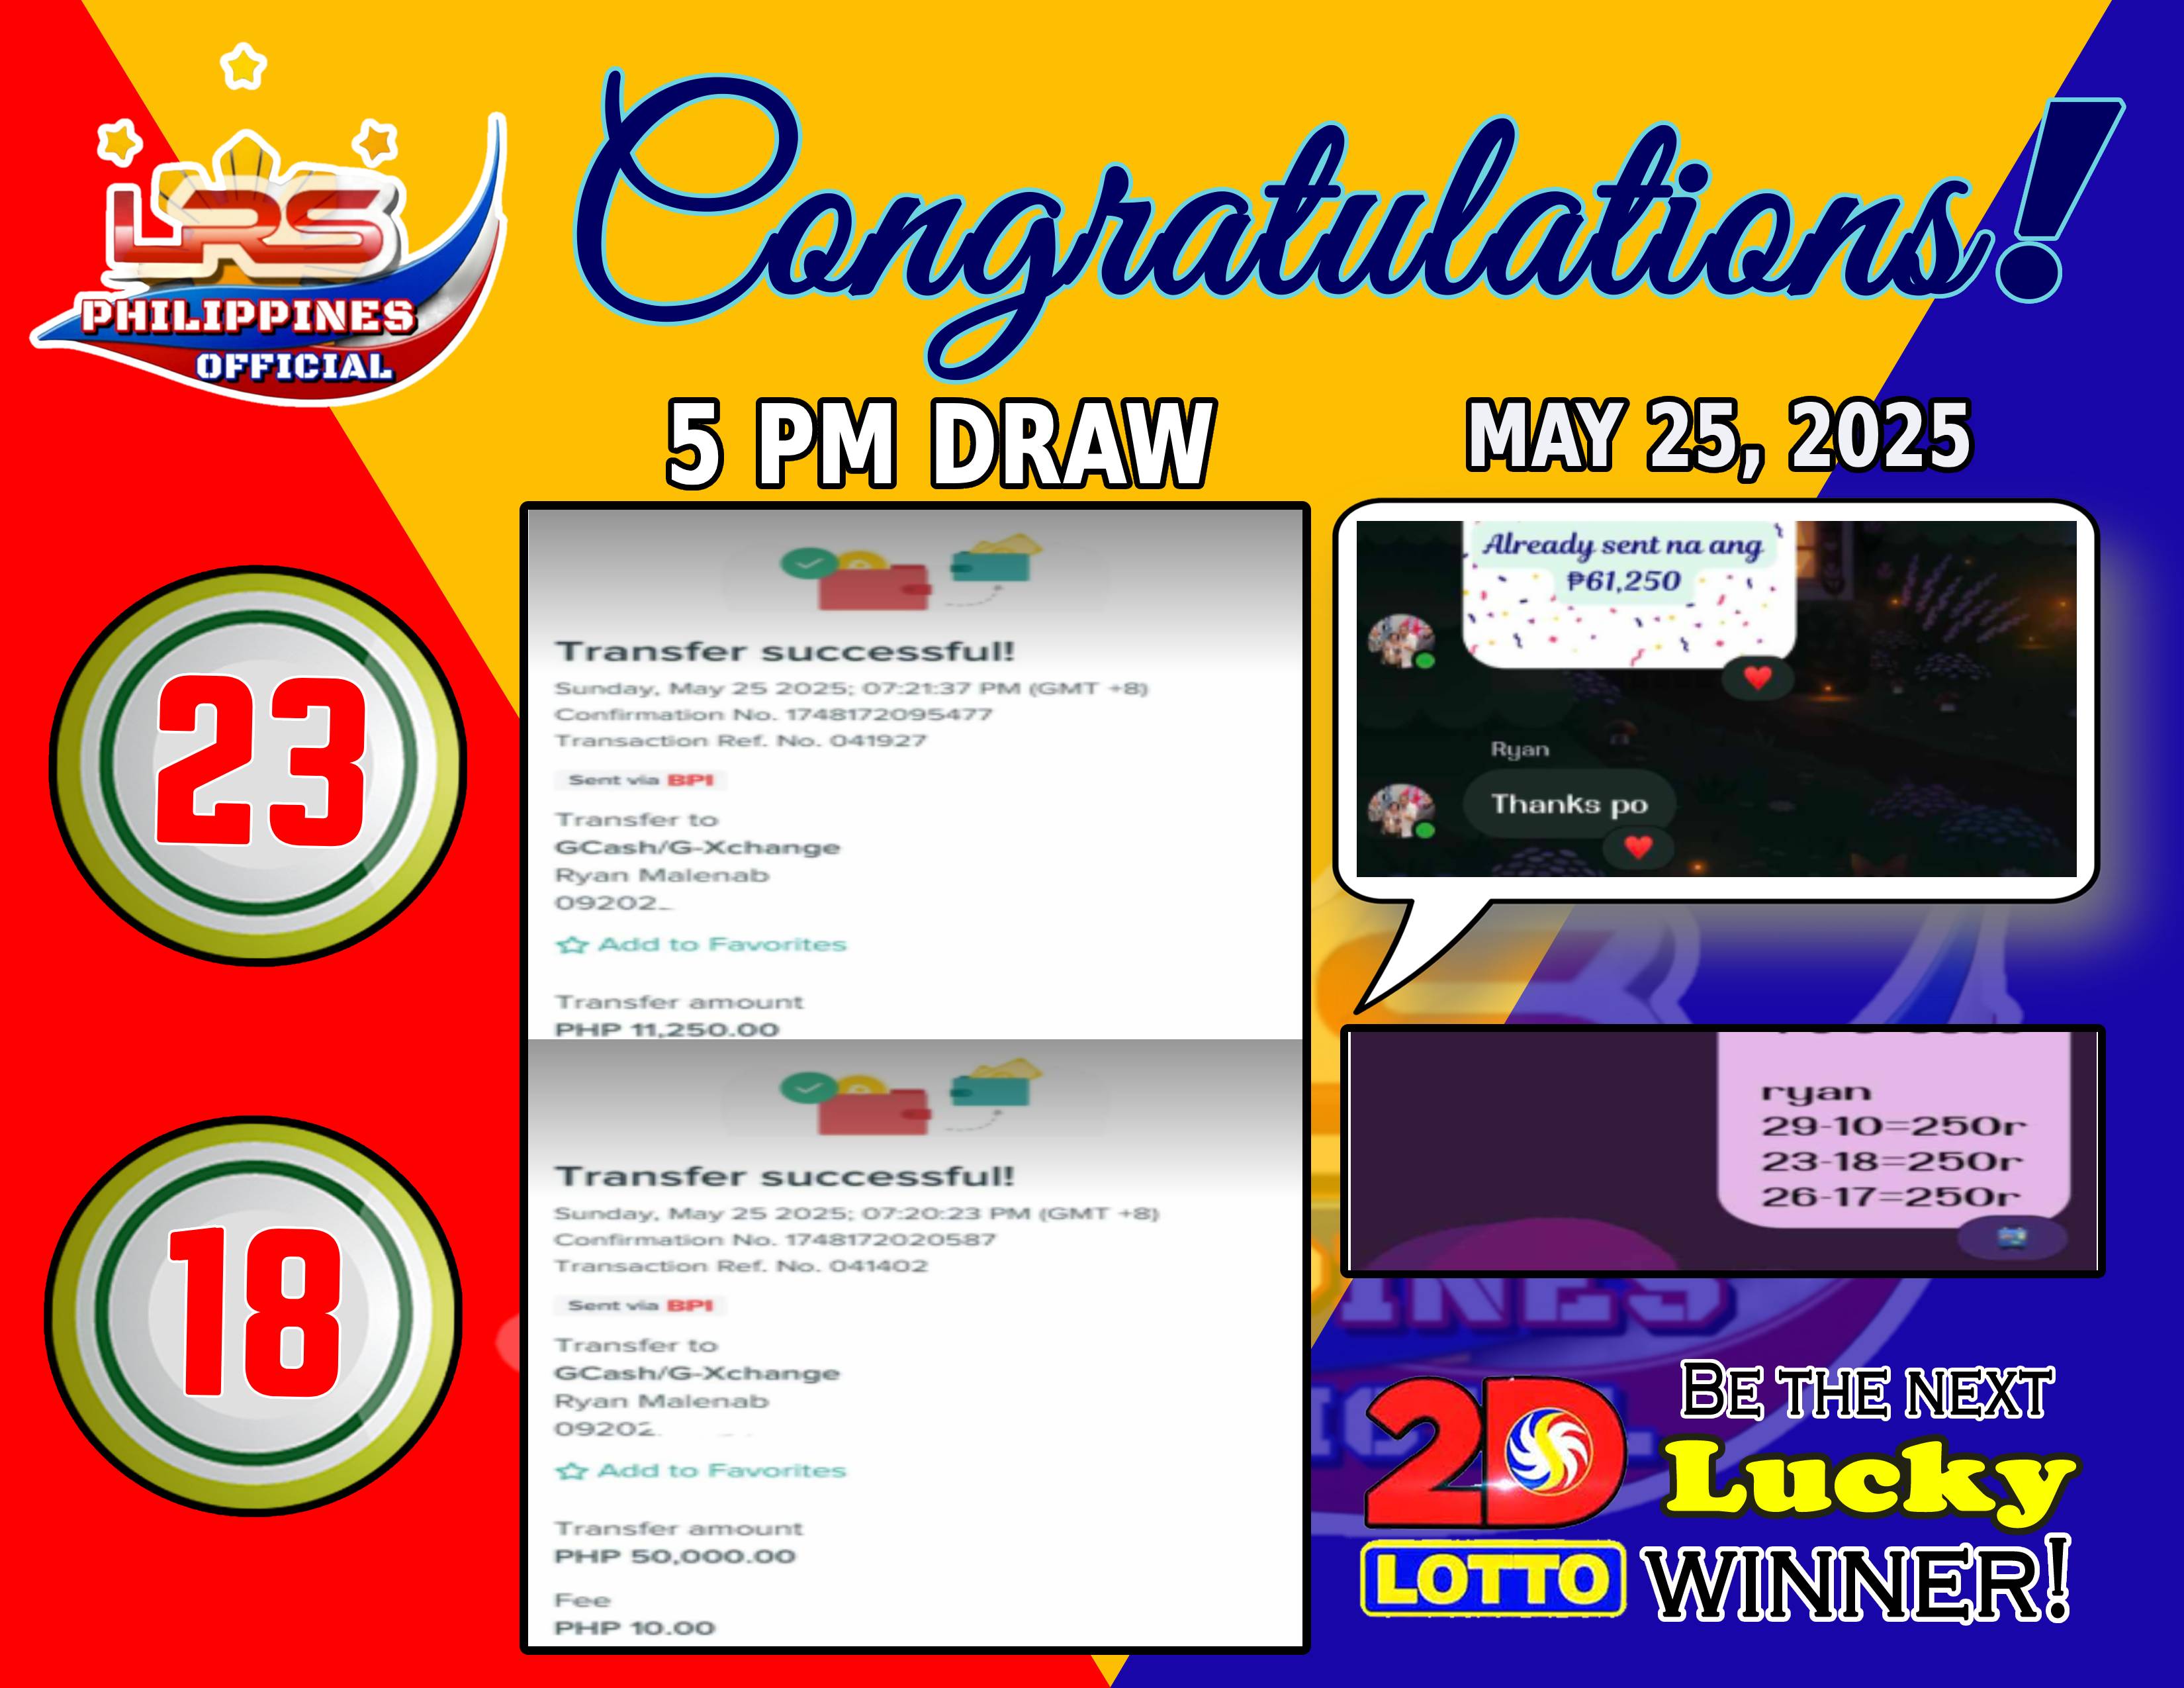 LRS
PHILIPPINES
OFFICIAL
Congratulations!
5 PM DRAW
MAY 25, 2025
23
18
Transfer successful!
Sunday, May 25 2025; 07:21:37 PM (GMT +8)
Confirmation No. 1748172095477
Transaction Ref. No. 041927
Sent via BPI
Transfer to
GCash/G-Xchange
Ryan Malenab
09202
Add to Favorites
Transfer amount
PHP 11,250.00
Transfer successful!
Sunday, May 25 2025; 07:20:23 PM (GMT +8)
Confirmation No. 1748172020587
Transaction Ref. No. 041402
Sent via BPI
Transfer to
GCash/G-Xchange
Ryan Malenab
09202
Add to Favorites
Transfer amount
PHP 50,000.00
Fee
PHP 10.00
Already sent na ang
₱61,250
Ryan
Thanks po
ryan
29-10=250r
23-18=250r
26-17=250r
2D
LOTTO
BE THE NEXT
Lucky
WINNER!